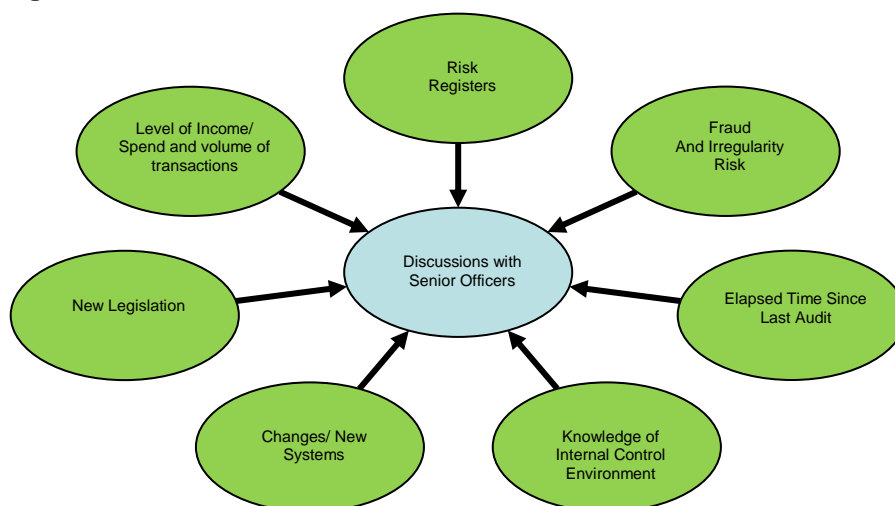 Risk
Registers
Level of Income/
Spend and volume of
transactions
Fraud
And Irregularity
Risk
Discussions with
Senior Officers
New Legislation
Elapsed Time Since
Last Audit
Changes/ New
Systems
Knowledge of
Internal Control
Environment